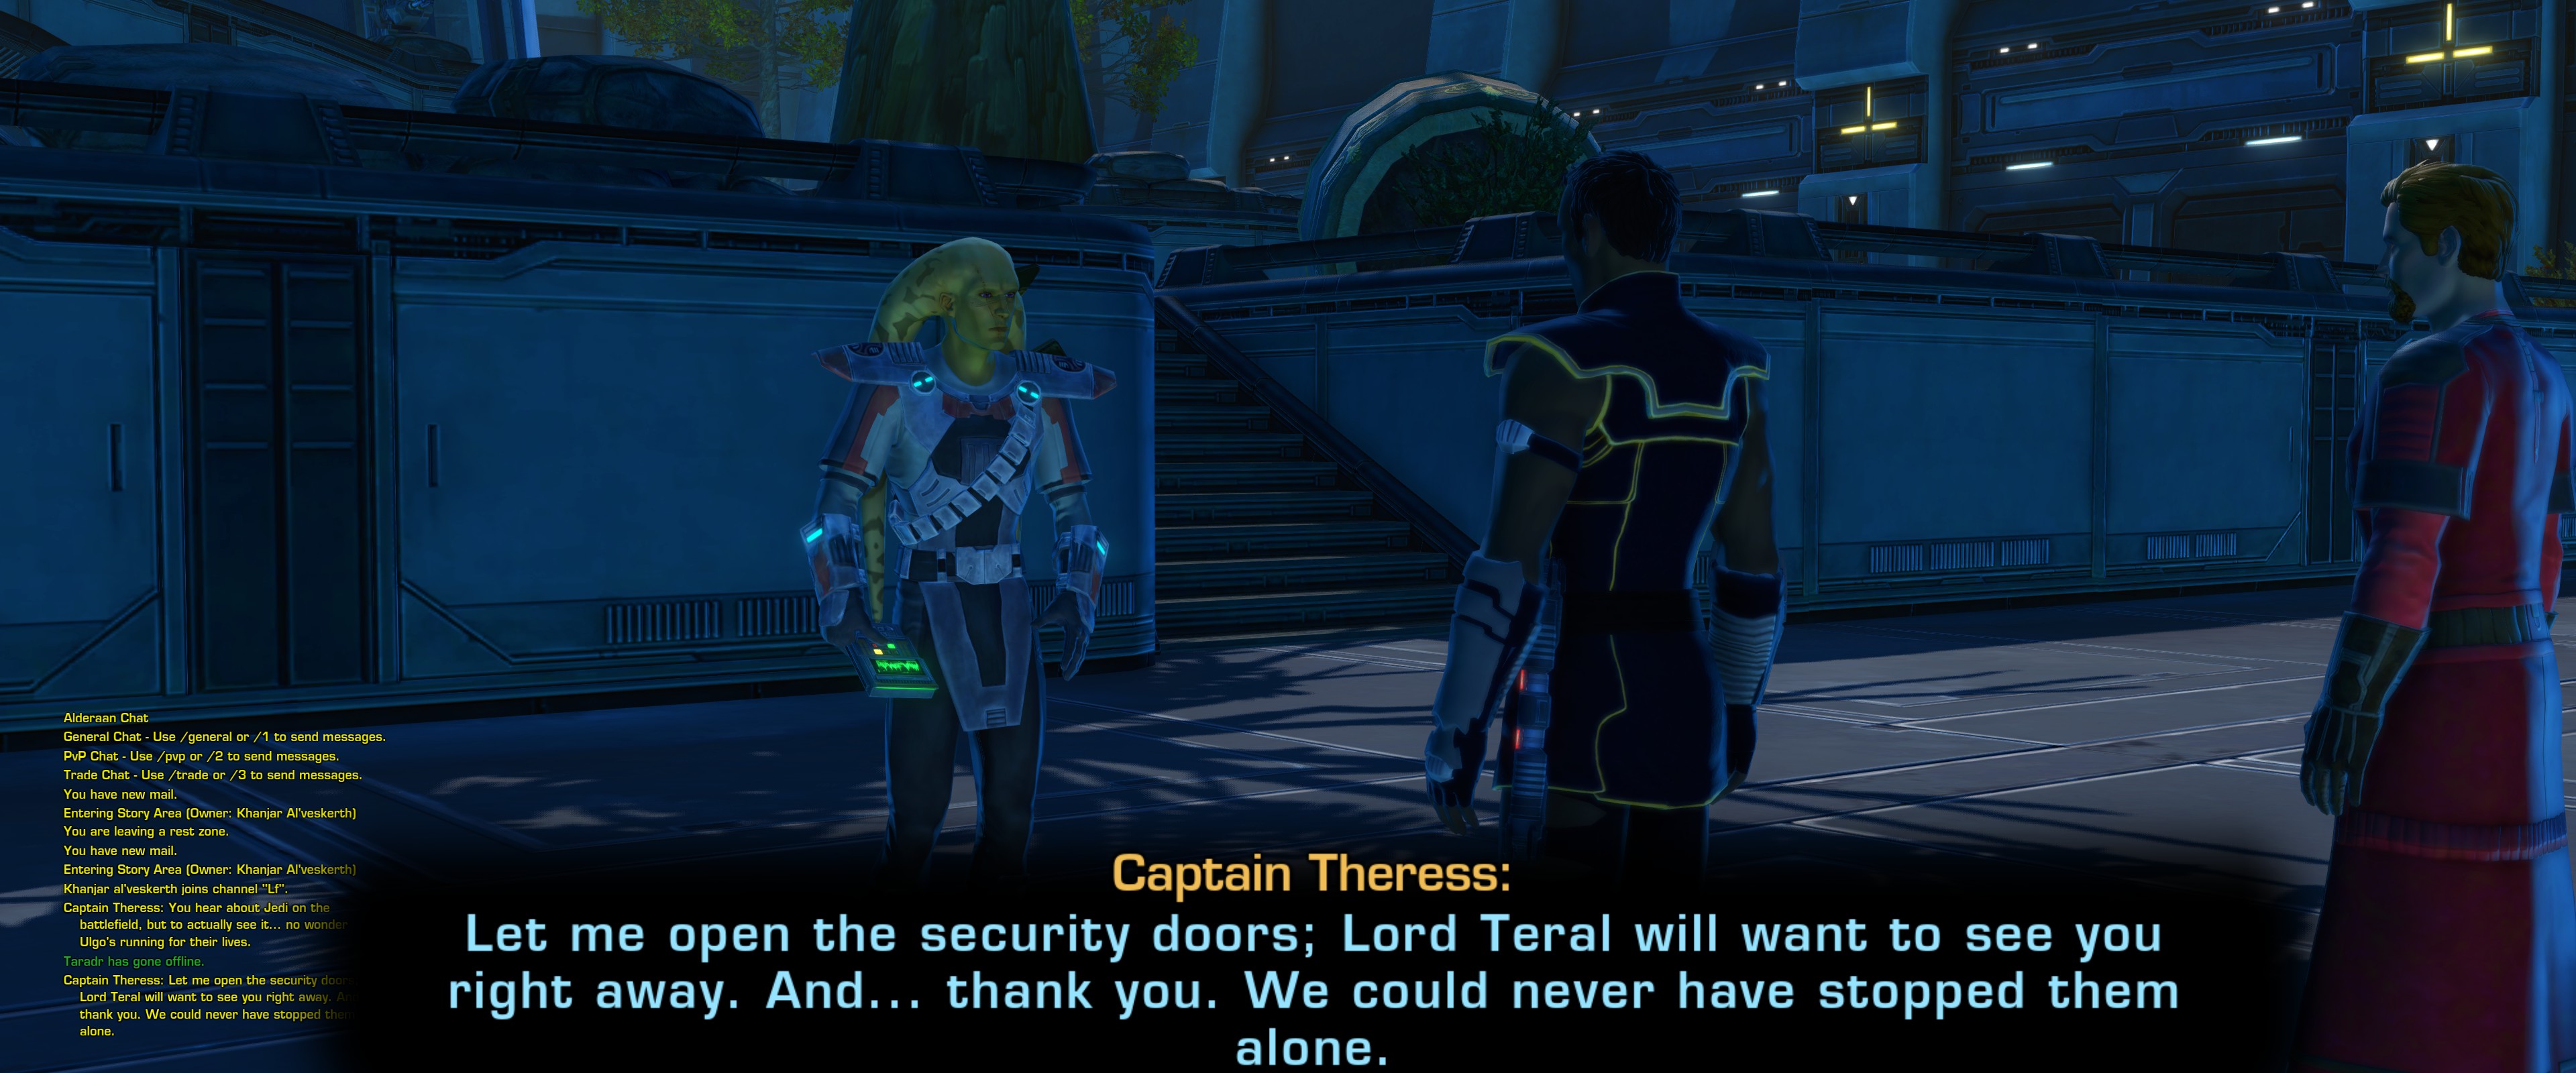 Alderaan Chat
General Chat - Use /general or /1 to send messages.
PvP Chat - Use /pvp or /2 to send messages.
Trade Chat - Use /trade or /3 to send messages.
You have new mail.
Entering Story Area (Owner: Khanjar Al'veskerth)
You are leaving a rest zone.
You have new mail.
Entering Story Area (Owner: Khanjar Al'veskerth)
Khanjar al'veskerth joins channel "Lf".
Captain Theress: You hear about Jedi on the
battlefield, but to actually see it... no wonder
Ulgo's running for their lives.
Taradr has gone offline.
Captain Theress: Let me open the security doors;
Lord Teral will want to see you right away. And...
thank you. We could never have stopped them
alone.
Captain Theress:
Let me open the security doors; Lord Teral will want to see you
right away. And... thank you. We could never have stopped them
alone.